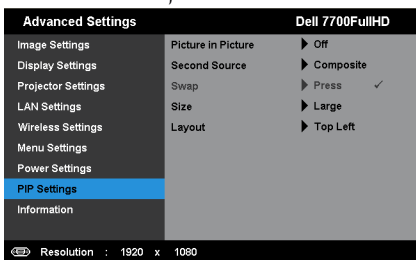 Advanced Settings Dell 7700FullHD
Image Settings Picture in Picture Off
Display Settings Second Source Composite
Projector Settings Swap Press ✓
LAN Settings Size Large
Wireless Settings Layout Top Left
Menu Settings
Power Settings
PIP Settings
Information
Resolution : 1920 x 1080